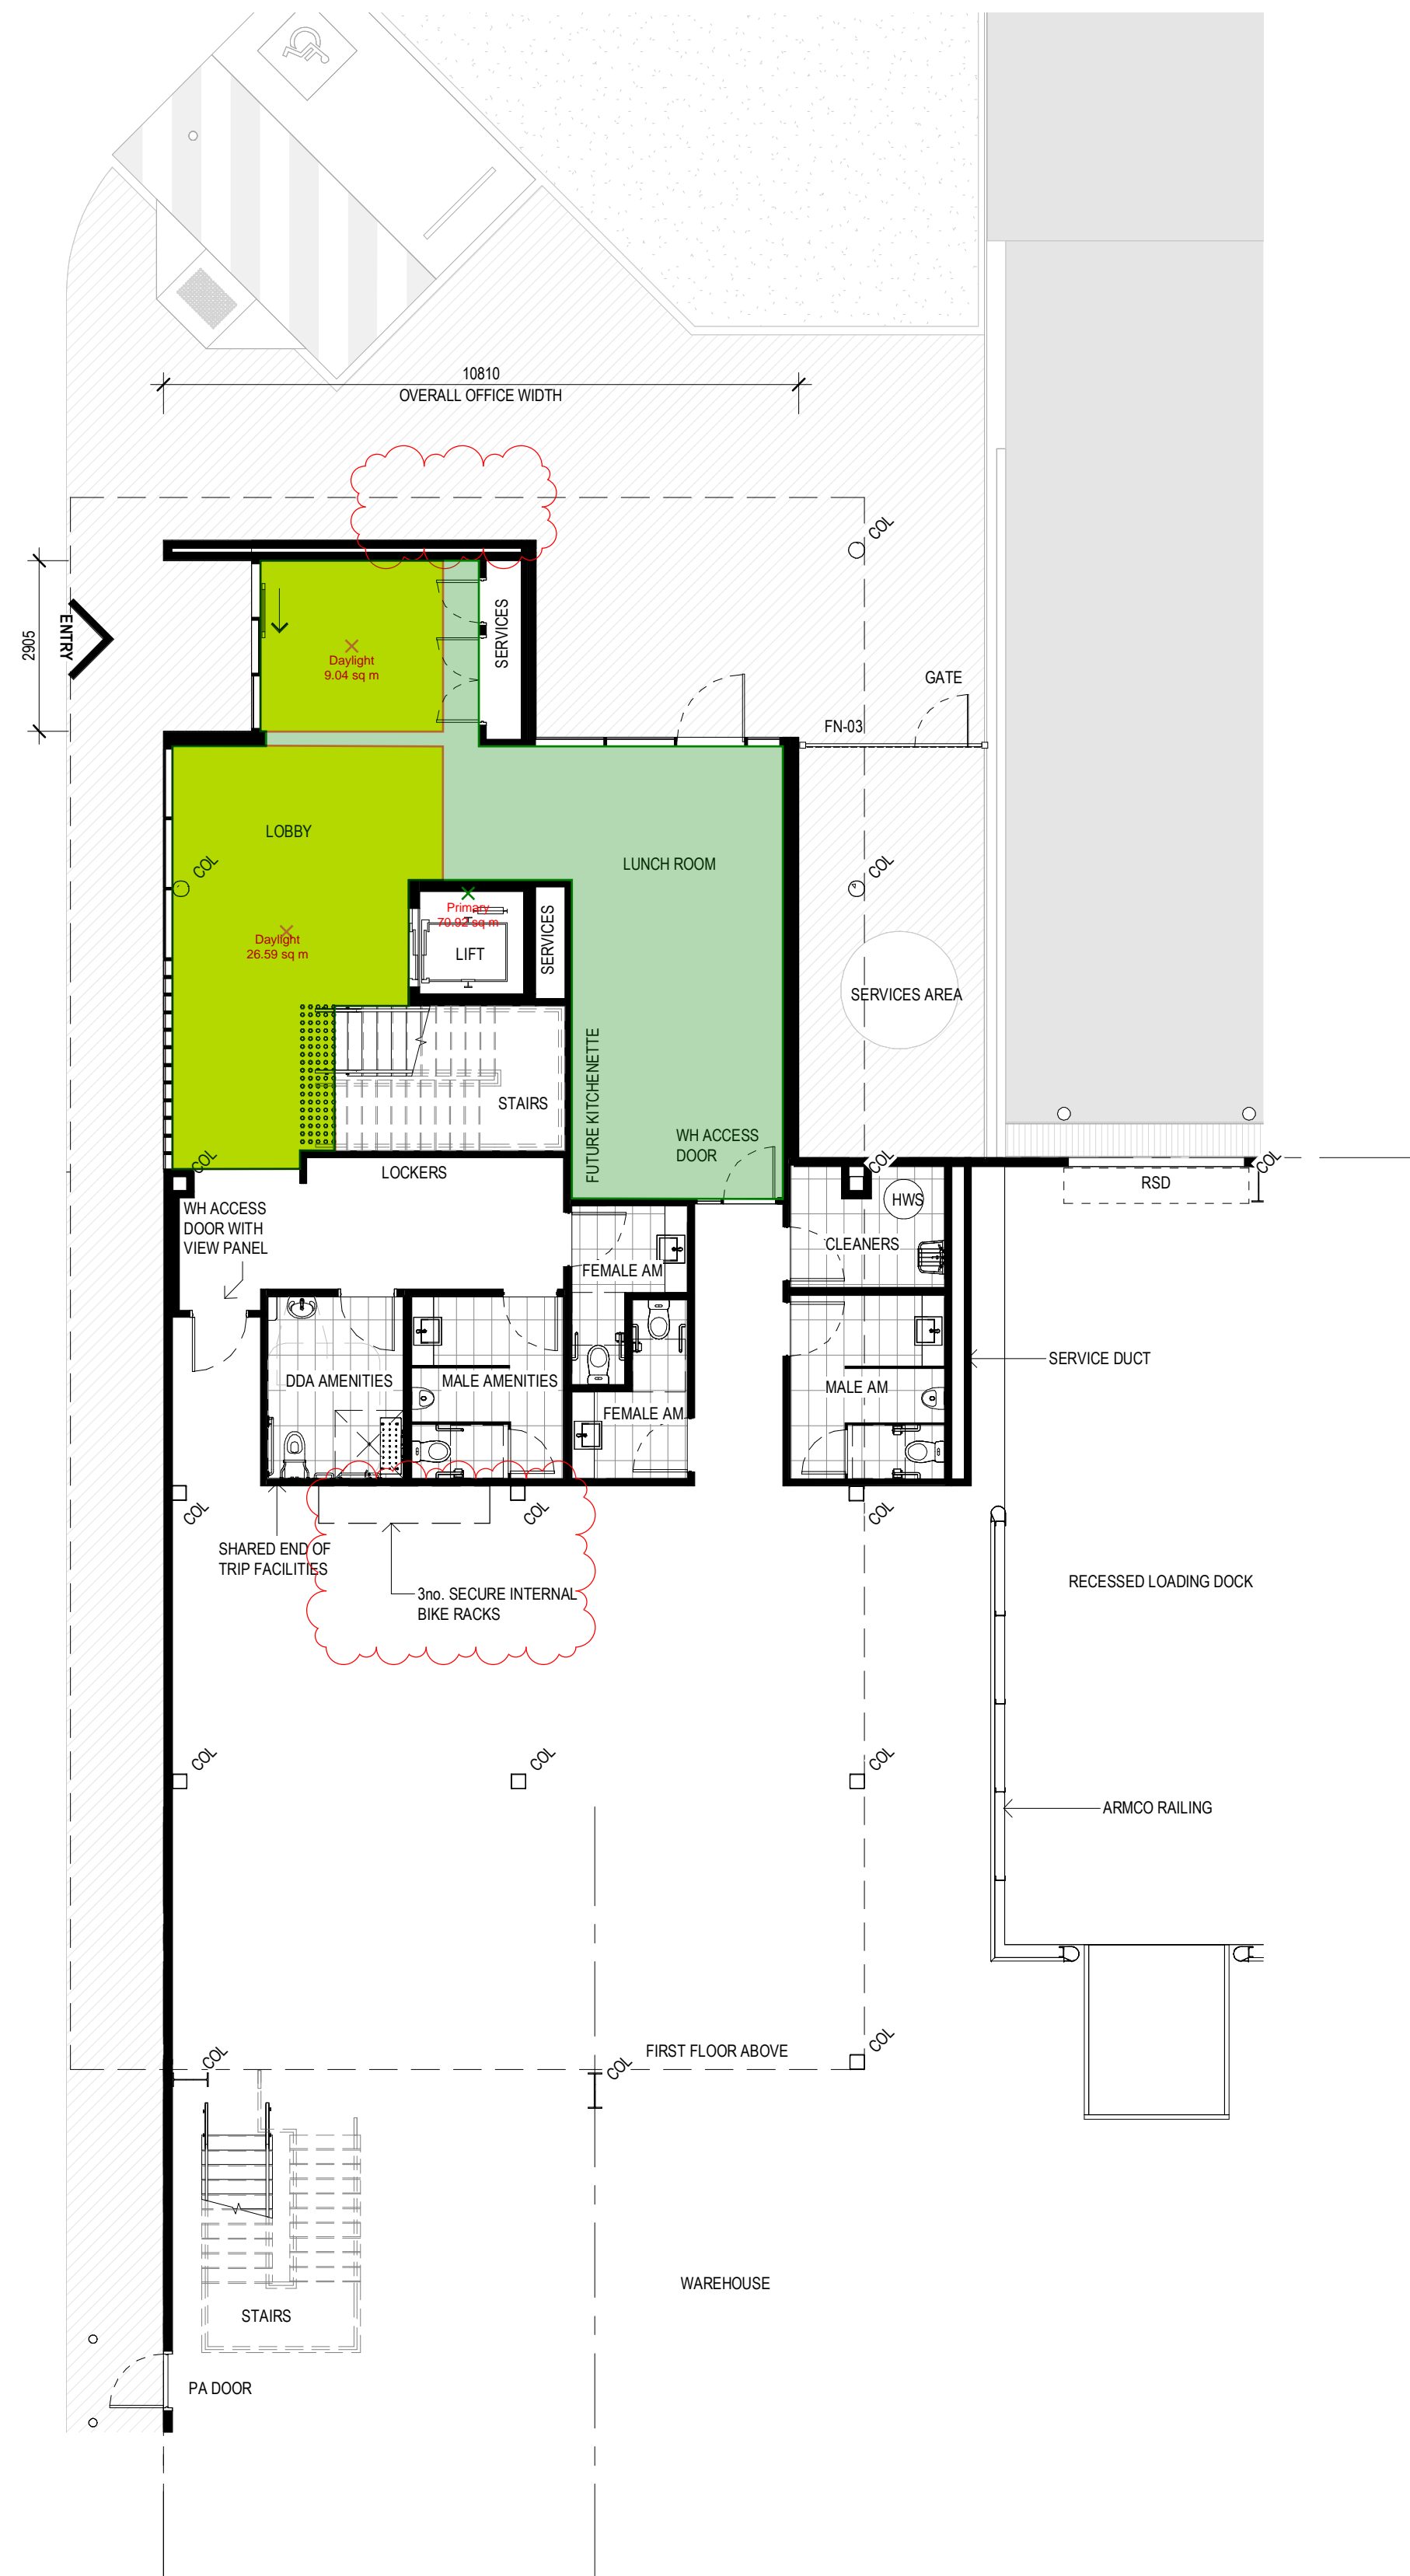 10810
OVERALL OFFICE WIDTH
COL
2905
ENTRY
SERVICES
Daylight
9.04 sq m
GATE
FN-03
LOBBY
COL
LUNCH ROOM
COL
Primary
70.92 sq m
LIFT
SERVICES
Daylight
26.59 sq m
SERVICES AREA
FUTURE KITCHENETTE
STAIRS
WH ACCESS
DOOR
COL
LOCKERS
COL
COL
RSD
HWS
WH ACCESS
DOOR WITH
VIEW PANEL
CLEANERS
FEMALE AM
SERVICE DUCT
DDA AMENITIES
MALE AMENITIES
MALE AM
FEMALE AM
COL
COL
COL
SHARED END OF
TRIP FACILITIES
3no. SECURE INTERNAL
BIKE RACKS
RECESSED LOADING DOCK
COL
COL
COL
ARMCO RAILING
FIRST FLOOR ABOVE
COL
COL
COL
WAREHOUSE
STAIRS
PA DOOR